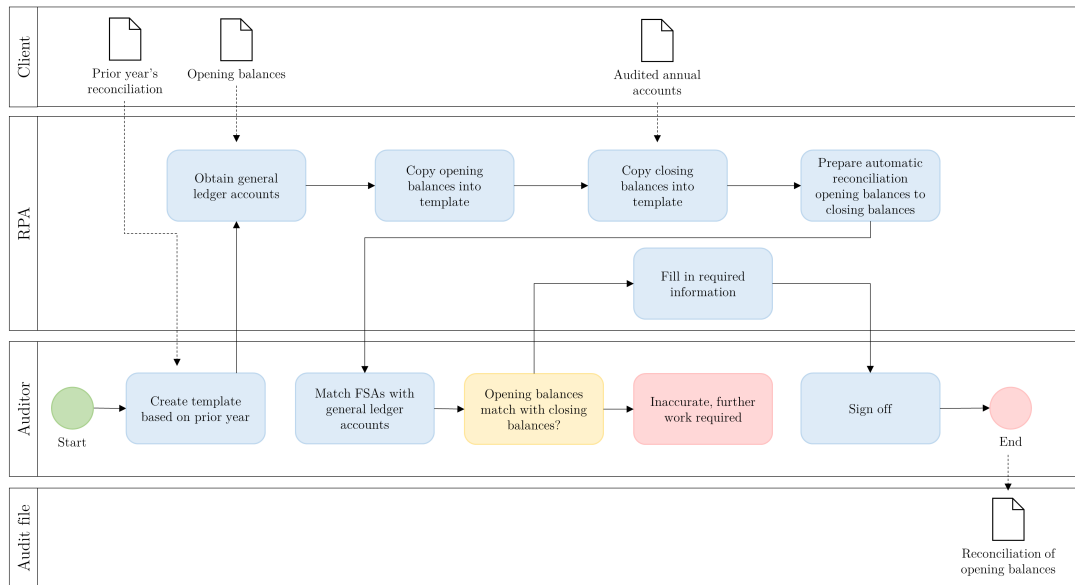 Client
Prior year's
reconciliation
Opening balances
Audited annual
accounts
RPA
Obtain general
ledger accounts
Copy opening
balances into
template
Copy closing
balances into
template
Prepare automatic
reconciliation
opening balances to
closing balances
Fill in required
information
Auditor
Start
Create template
based on prior year
Match FSAs with
general ledger
accounts
Opening balances
match with closing
balances?
Inaccurate, further
work required
Sign off
End
Audit file
Reconciliation of
opening balances